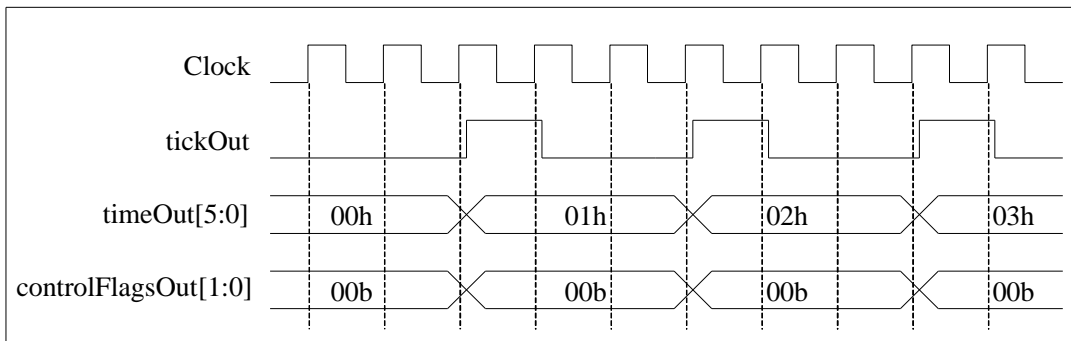 Clock
tickOut
timeOut[5:0] 00h 01h 02h 03h
controlFlagsOut[1:0] 00b 00b 00b 00b